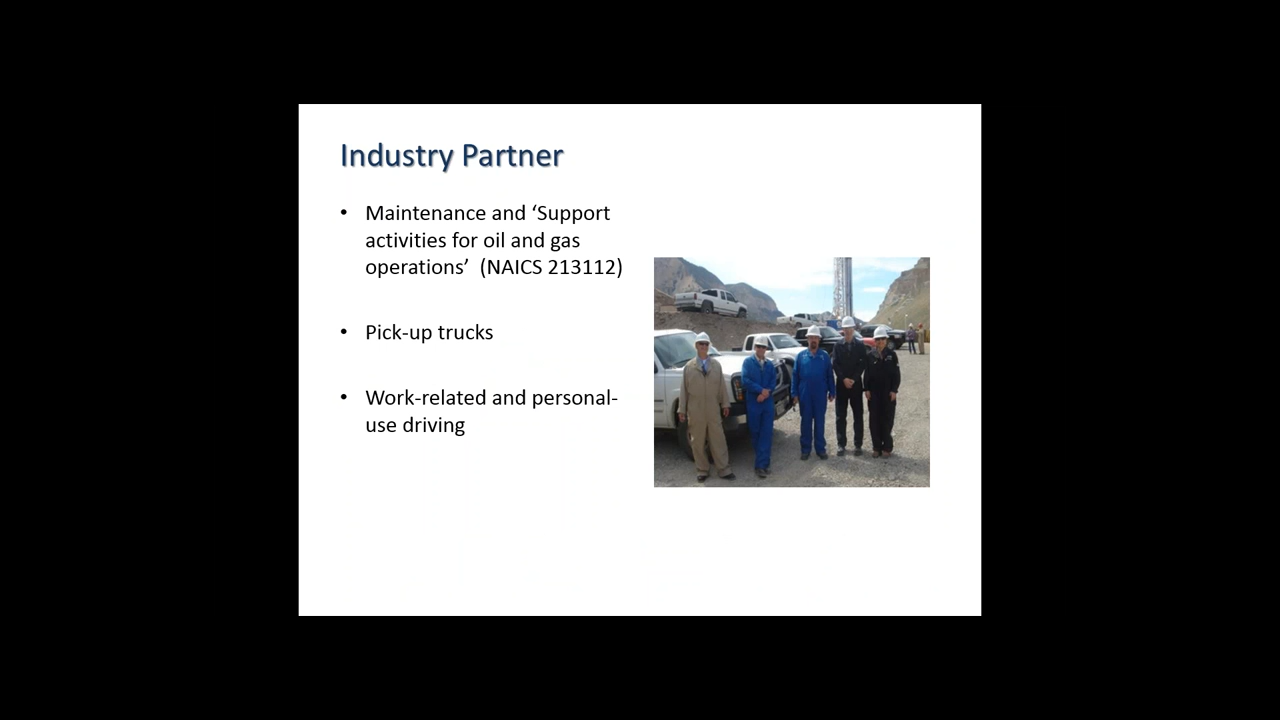 Industry Partner
• Maintenance and ‘Support
activities for oil and gas
operations’  (NAICS 213112)
• Pick-up trucks
• Work-related and personal-
use driving